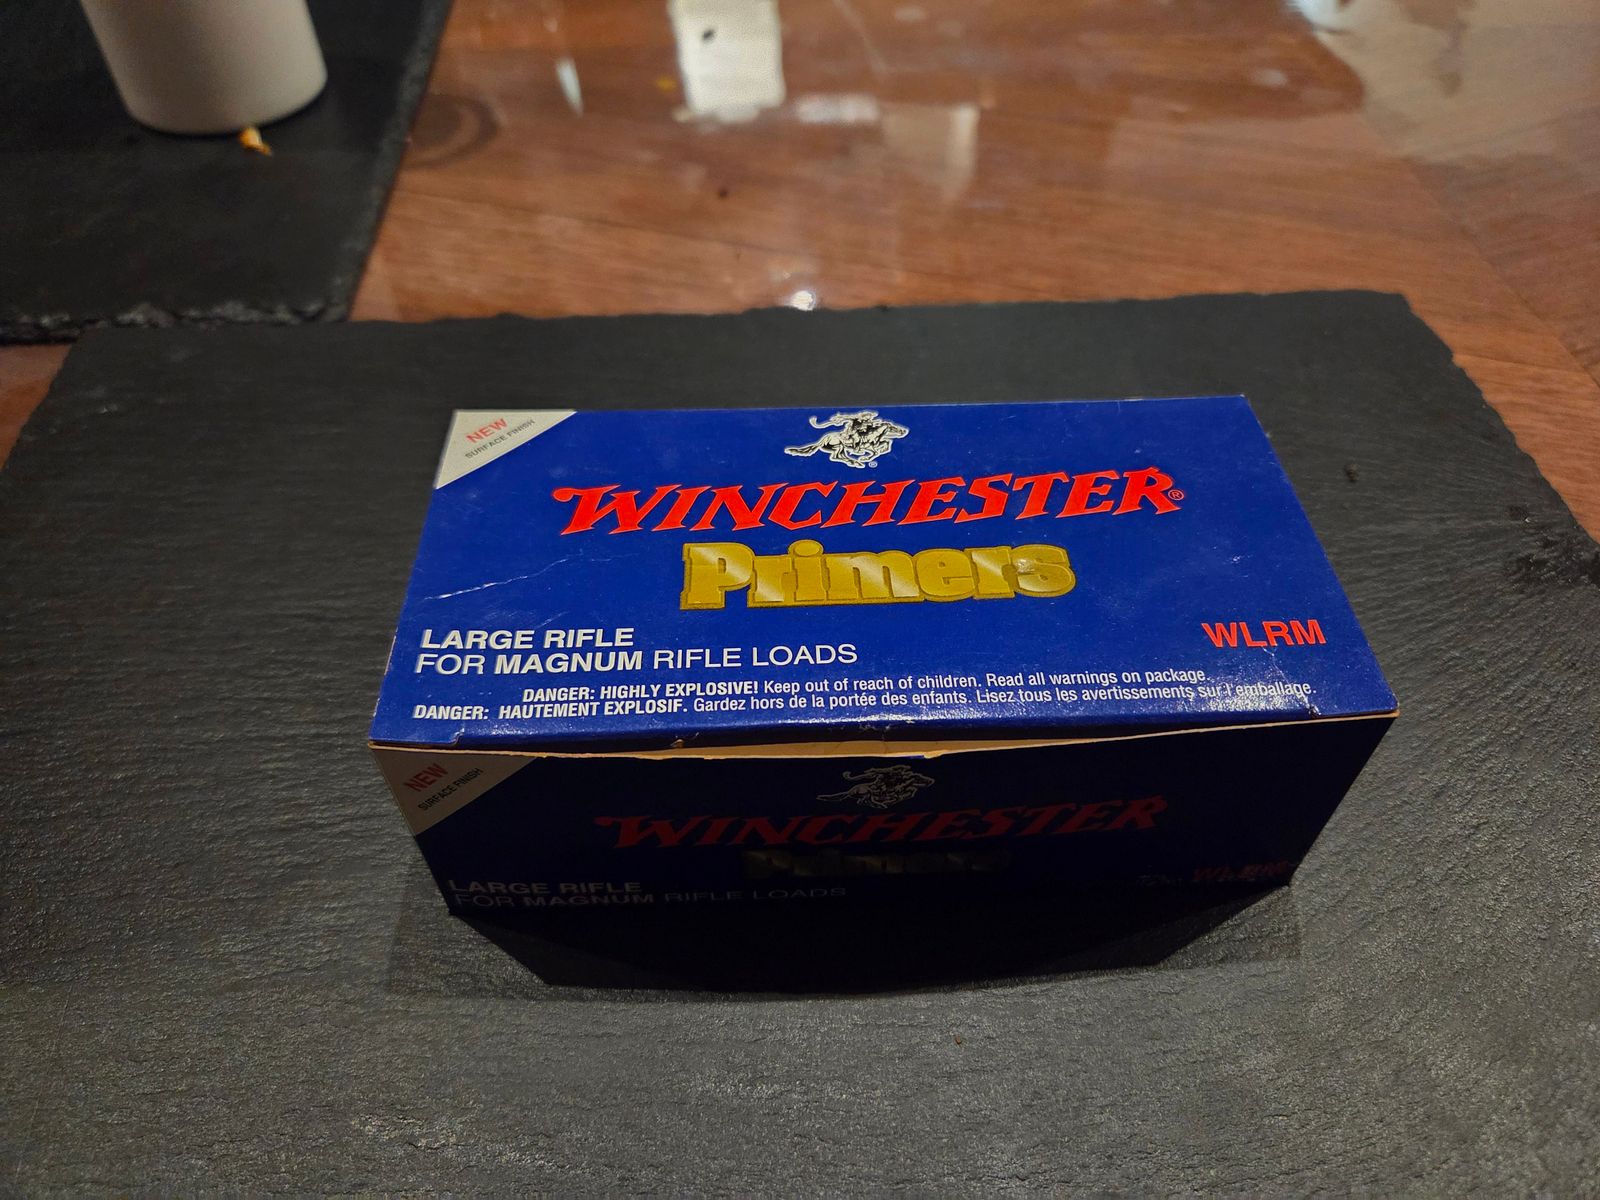 NEW
SURFACE FINISH
WINCHESTER®
Primers
LARGE RIFLE
FOR MAGNUM RIFLE LOADS
WLRM
DANGER: HIGHLY EXPLOSIVE! Keep out of reach of children. Read all warnings on package.
DANGER: HAUTEMENT EXPLOSIF. Gardez hors de la portée des enfants. Lisez tous les avertissements sur l'emballage.
NEW
SURFACE FINISH
WINCHESTER
Primers
LARGE RIFLE
FOR MAGNUM RIFLE LOADS
WLRM